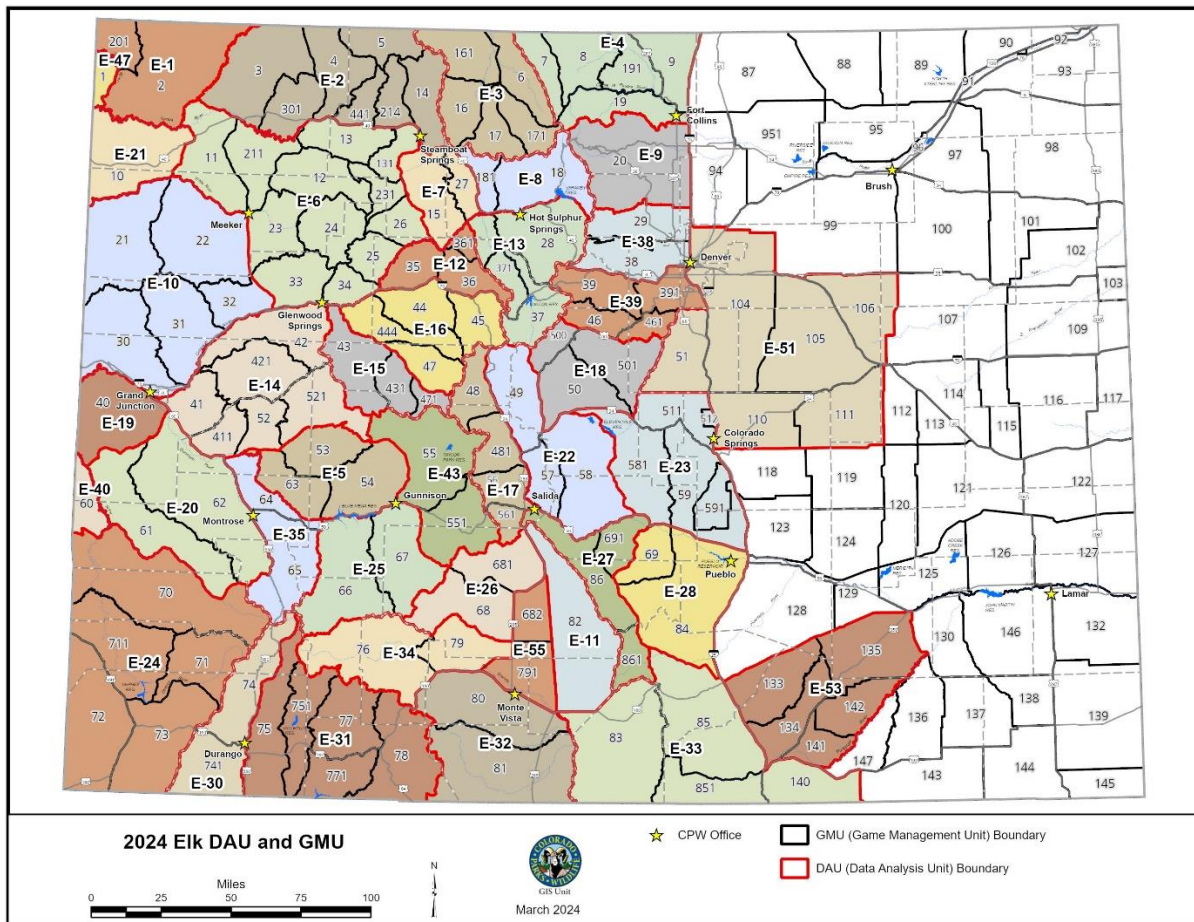 201
E-47
1
E-1
2
3
4
5
E-2
301
441
214
14
161
16
E-3
6
17
171
7
E-4
8
191
9
19
Fort
Collins
87
88
89
90
91
92
93
951
95
96
97
98
94
Brush
E-21
10
11
211
13
12
131
231
E-6
Steamboat
Springs
E-7
27
15
181
E-8
18
20
E-9
Meeker
23
24
26
25
33
34
Hot Sulphur
Springs
E-13
28
371
37
29
E-38
38
Denver
99
100
101
102
103
21
22
E-10
32
31
30
361
35
E-12
36
39
391
E-39
46
461
104
105
106
E-51
107
109
Glenwood
Springs
42
44
444
E-16
45
47
43
E-15
431
471
48
49
500
E-18
501
50
51
421
E-14
521
41
52
411
Grand
Junction
40
E-19
511
512
Colorado
Springs
110
111
112
113
114
115
116
117
53
63
E-5
54
55
E-43
551
481
56
E-17
561
E-22
57
58
581
E-23
59
591
Gunnison
Salida
118
119
120
121
122
123
124
E-40
60
E-20
62
61
Montrose
64
E-35
65
E-25
67
66
681
E-26
68
682
E-27
691
86
861
69
E-28
84
Pueblo
125
126
127
128
129
130
146
132
Lamar
JOHN MARTIN
RES.
70
711
E-24
71
72
73
74
Durango
741
E-30
76
E-34
79
E-55
791
82
E-11
Monte
Vista
80
E-32
81
75
751
E-31
77
771
78
83
E-33
85
851
140
133
134
E-53
135
142
141
147
136
137
138
139
143
144
145
2024 Elk DAU and GMU
Miles
0 25 50 75 100
N
COLORADO
PARKS
WILDLIFE
GIS Unit
March 2024
CPW Office
GMU (Game Management Unit) Boundary
DAU (Data Analysis Unit) Boundary